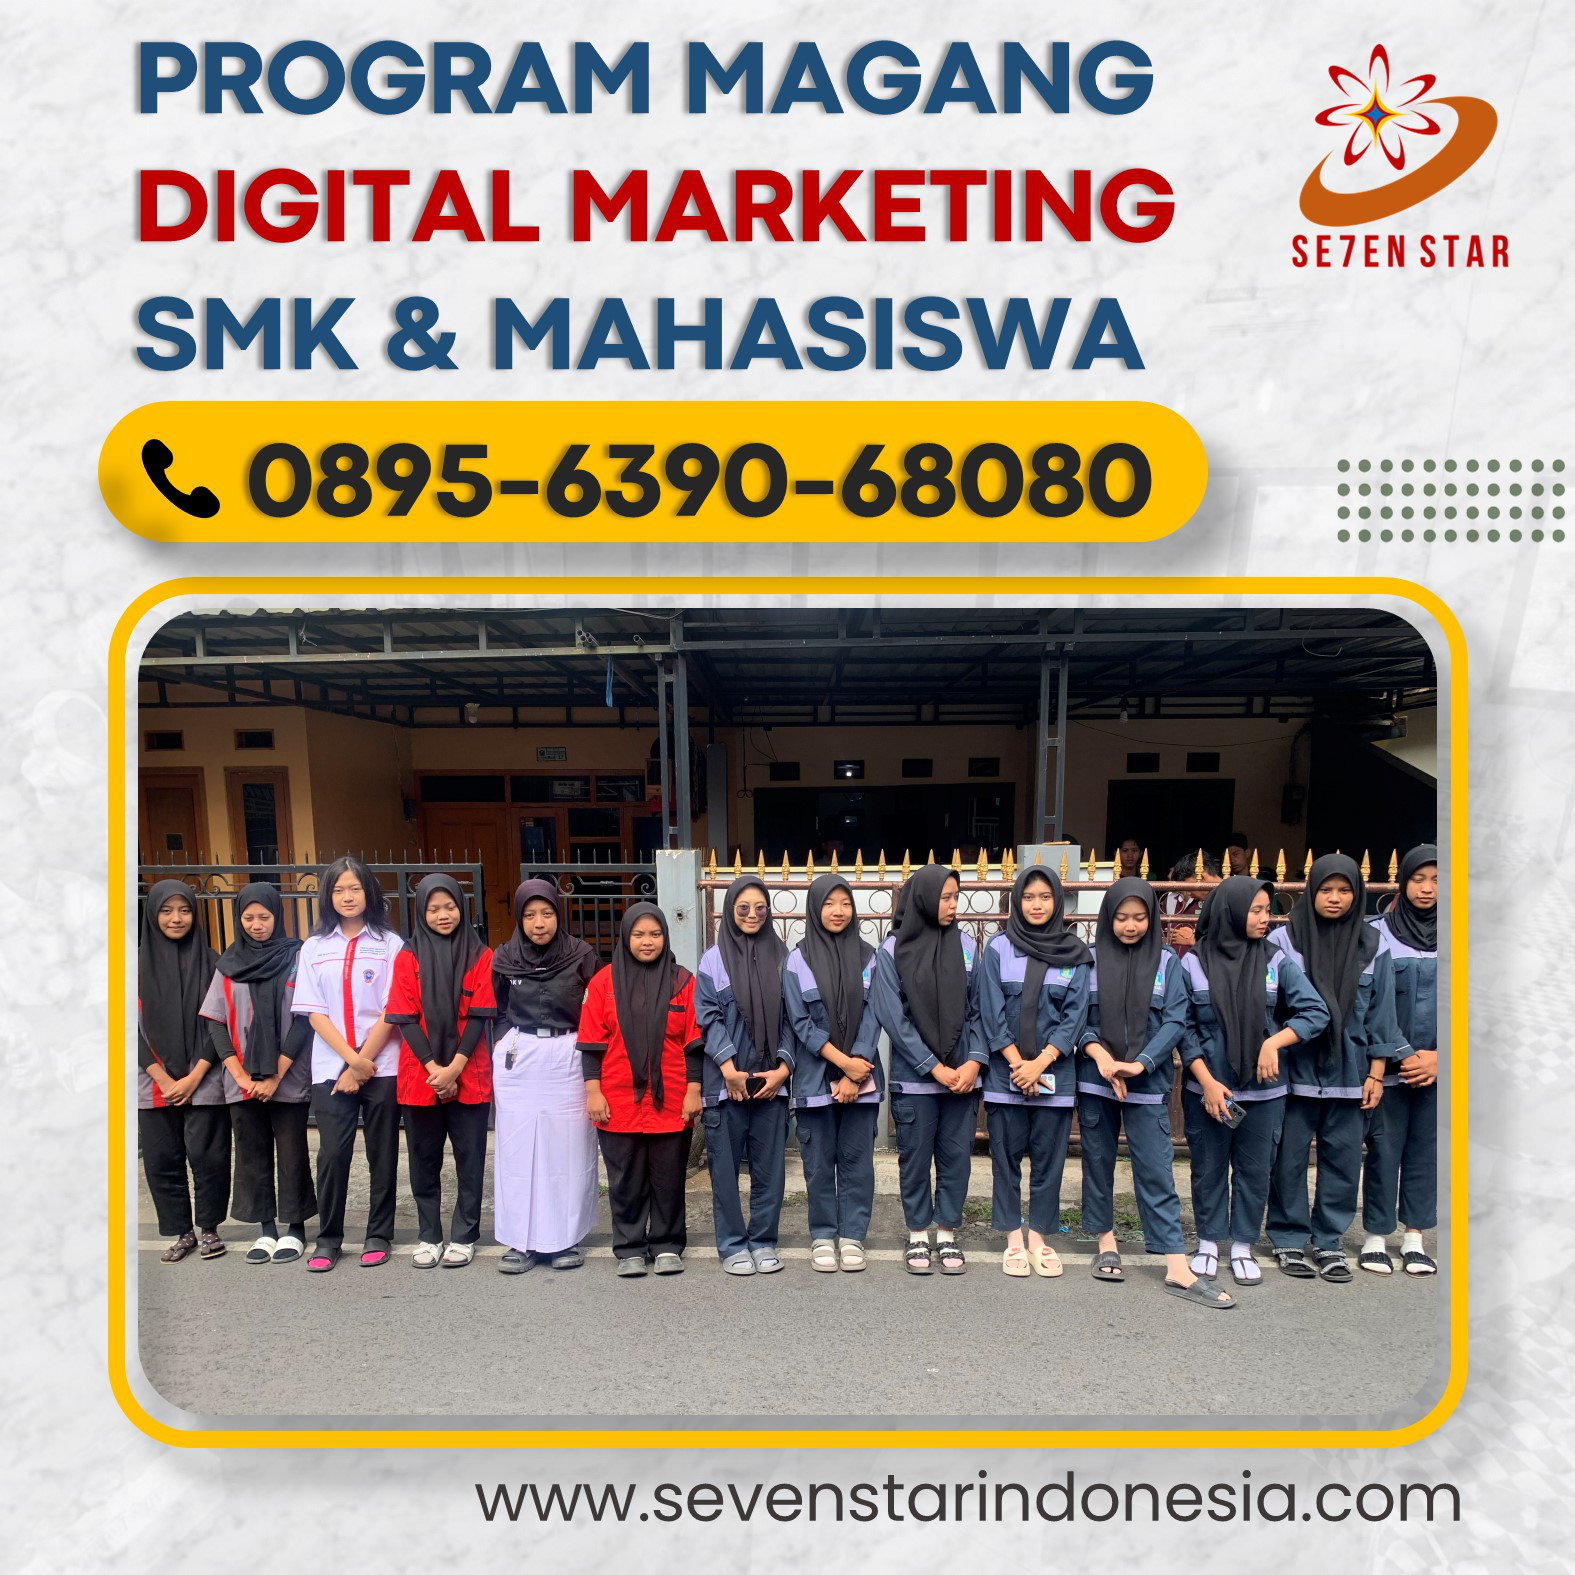 PROGRAM MAGANG
DIGITAL MARKETING
SMK & MAHASISWA
SE7EN STAR
0895-6390-68080
www.sevenstarindonesia.com